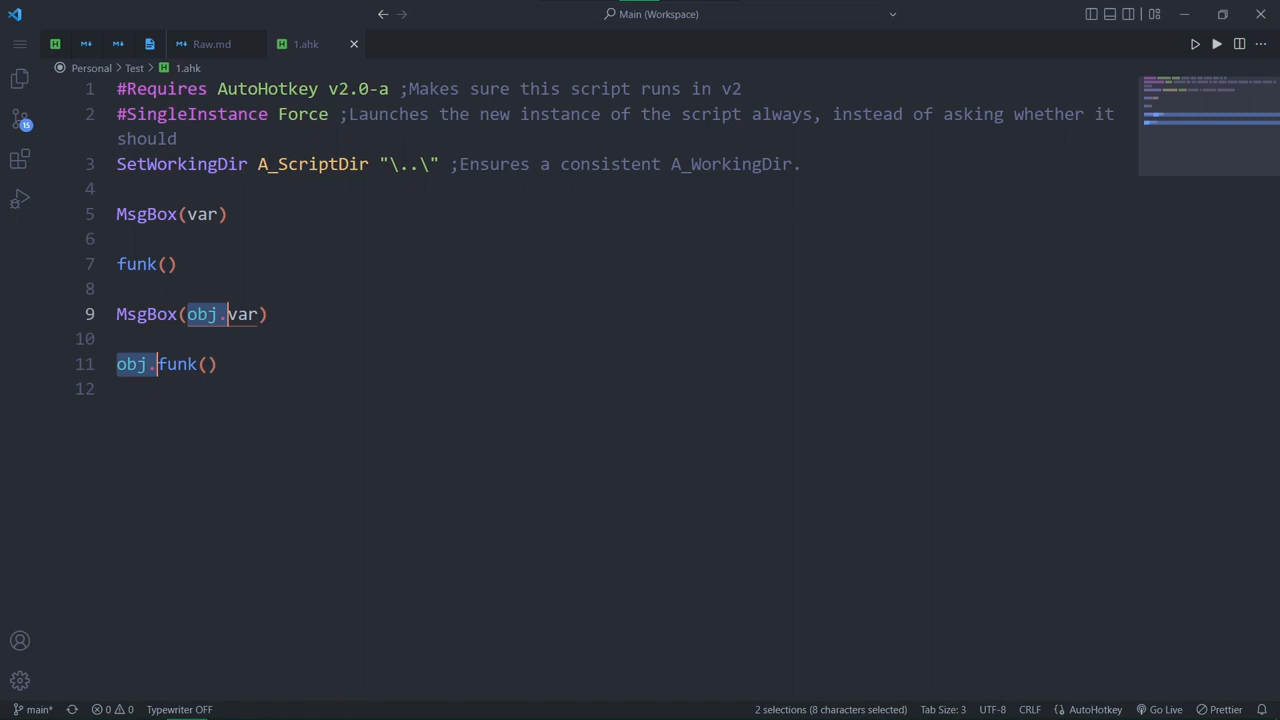 Main (Workspace)
Raw.md
1.ahk
Personal > Test > 1.ahk
1 #Requires AutoHotkey v2.0-a ;Makes sure this script runs in v2
2 #SingleInstance Force ;Launches the new instance of the script always, instead of asking whether it
should
3 SetWorkingDir A_ScriptDir "\..\" ;Ensures a consistent A_WorkingDir.
4
5 MsgBox(var)
6
7 funk()
8
9 MsgBox(obj.var)
10
11 obj.funk()
12
15
main* 0 0 Typewriter OFF 2 selections (8 characters selected) Tab Size: 3 UTF-8 CRLF AutoHotkey Go Live Prettier